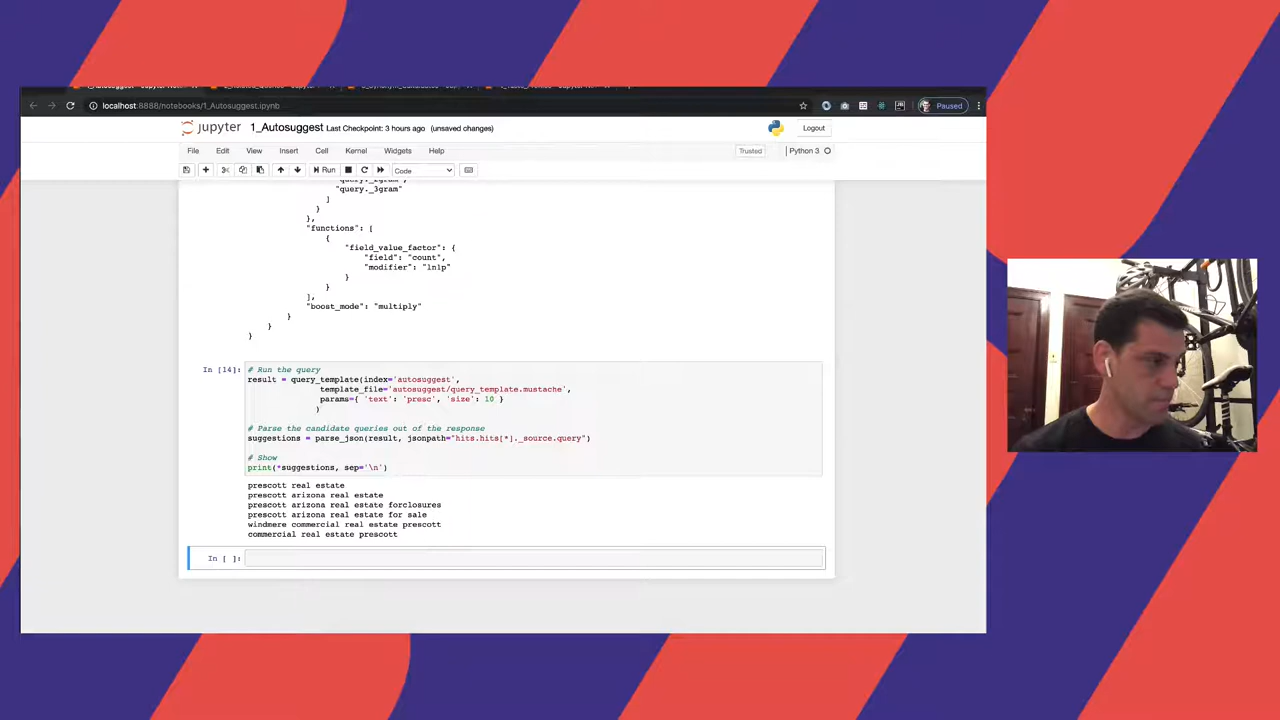 localhost:8888/notebooks/1_Autosuggest.ipynb
Paused
jupyter 1_Autosuggest Last Checkpoint: 3 hours ago (unsaved changes)
Logout
File Edit View Insert Cell Kernel Widgets Help
Trusted
Python 3
Run
Code
"query._3gram"
]
}
},
"functions": [
{
"field_value_factor": {
"field": "count",
"modifier": "ln1p"
}
}
],
"boost_mode": "multiply"
}
}
}
In [14]: # Run the query
result = query_template(index='autosuggest',
template_file='autosuggest/query_template.mustache',
params={ 'text': 'presc', 'size': 10 }
)
# Parse the candidate queries out of the response
suggestions = parse_json(result, jsonpath="hits.hits[*]._source.query")
# Show
print(*suggestions, sep='\n')
prescott real estate
prescott arizona real estate
prescott arizona real estate forclosures
prescott arizona real estate for sale
windmere commercial real estate prescott
commercial real estate prescott
In [ ]: